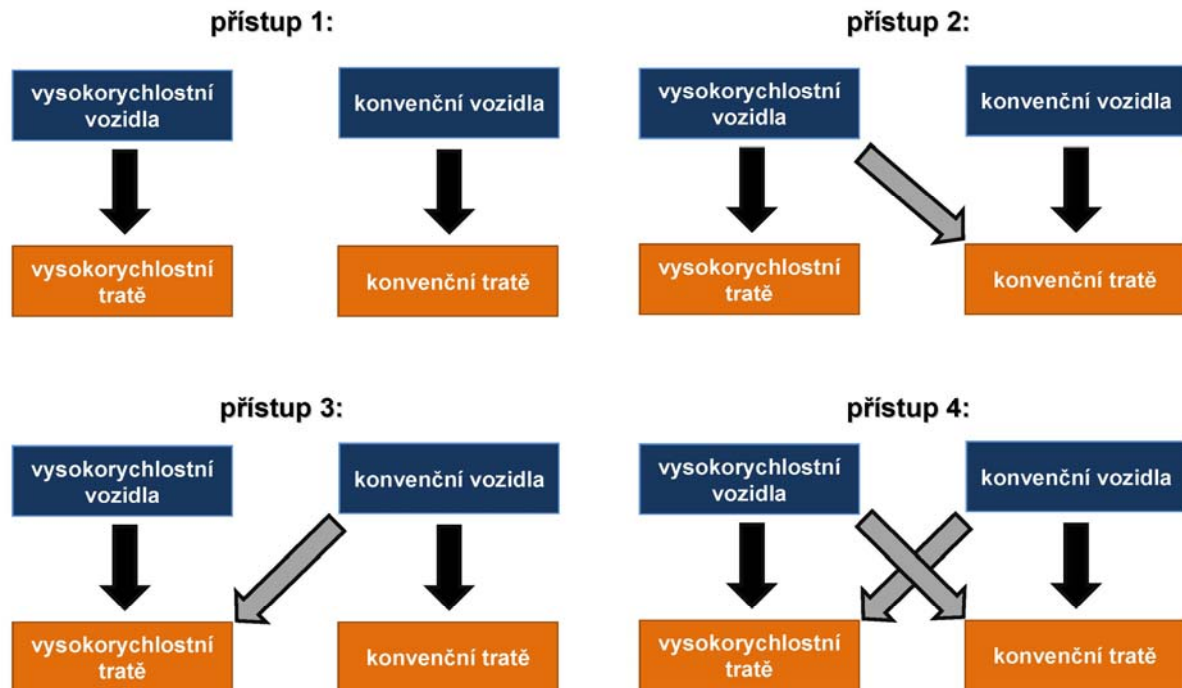 přístup 1:
vysokorychlostní
vozidla
konvenční vozidla
vysokorychlostní
tratě
konvenční tratě
přístup 2:
vysokorychlostní
vozidla
konvenční vozidla
vysokorychlostní
tratě
konvenční tratě
přístup 3:
vysokorychlostní
vozidla
konvenční vozidla
vysokorychlostní
tratě
konvenční tratě
přístup 4:
vysokorychlostní
vozidla
konvenční vozidla
vysokorychlostní
tratě
konvenční tratě